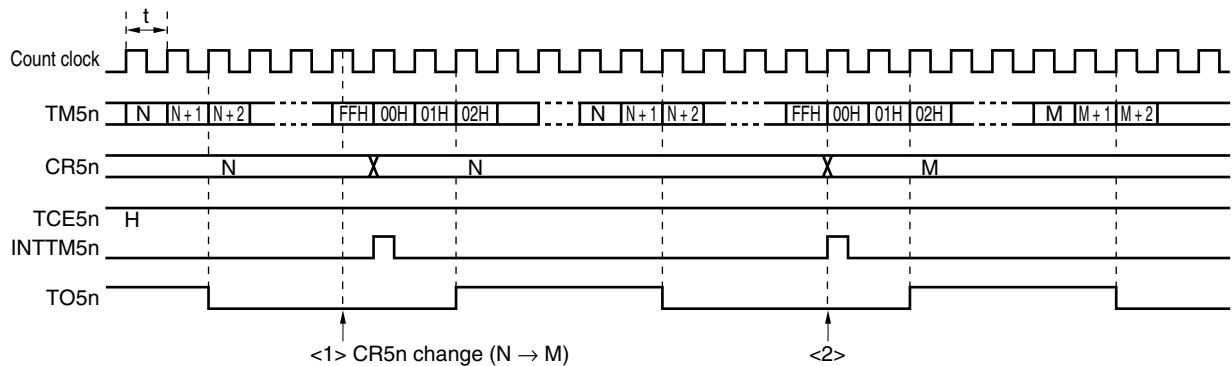 t
Count clock
TM5n N N + 1 N + 2 FFH 00H 01H 02H N N + 1 N + 2 FFH 00H 01H 02H M M + 1 M + 2
CR5n N N M
TCE5n H
INTTM5n
TO5n
<1> CR5n change (N → M) <2>